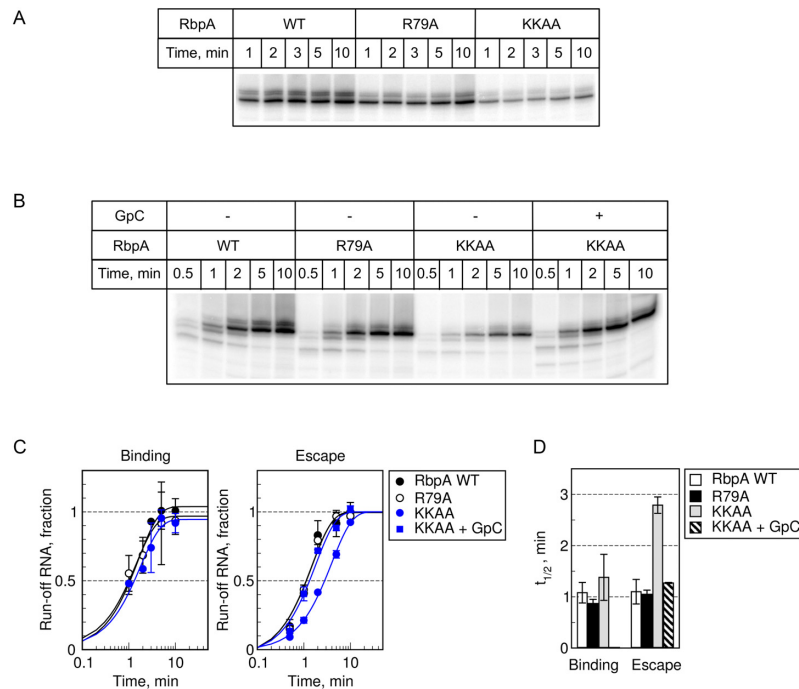 A
RbpA WT R79A KKAA
Time, min 1 2 3 5 10 1 2 3 5 10 1 2 3 5 10
B
GpC - - - +
RbpA WT R79A KKAA KKAA
Time, min 0.5 1 2 5 10 0.5 1 2 5 10 0.5 1 2 5 10 0.5 1 2 5 10
C
Binding
Run-off RNA, fraction
1
0.5
0.1 1 10
Time, min
Escape
Run-off RNA, fraction
1
0.5
0.1 1 10
Time, min
RbpA WT
R79A
KKAA
KKAA + GpC
D
t1/2, min
3
2
1
0
Binding Escape
RbpA WT
R79A
KKAA
KKAA + GpC